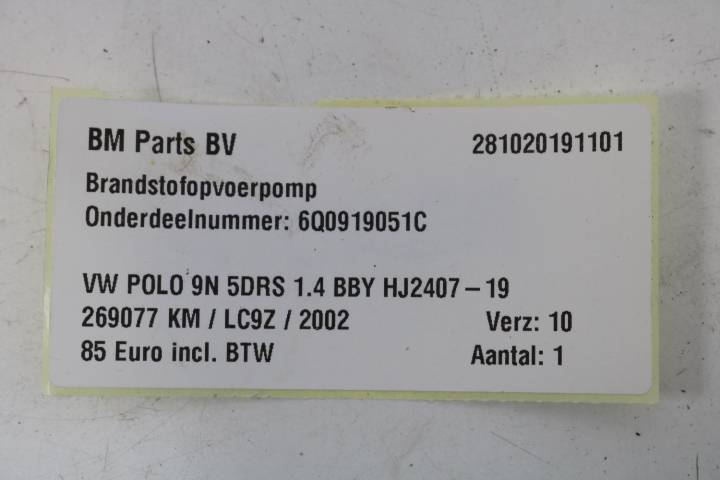 BM Parts BV 281020191101
Brandstofopvoerpomp
Onderdeelnummer: 6Q0919051C
VW POLO 9N 5DRS 1.4 BBY HJ2407-19
269077 KM / LC9Z / 2002 Verz: 10
85 Euro incl. BTW Aantal: 1